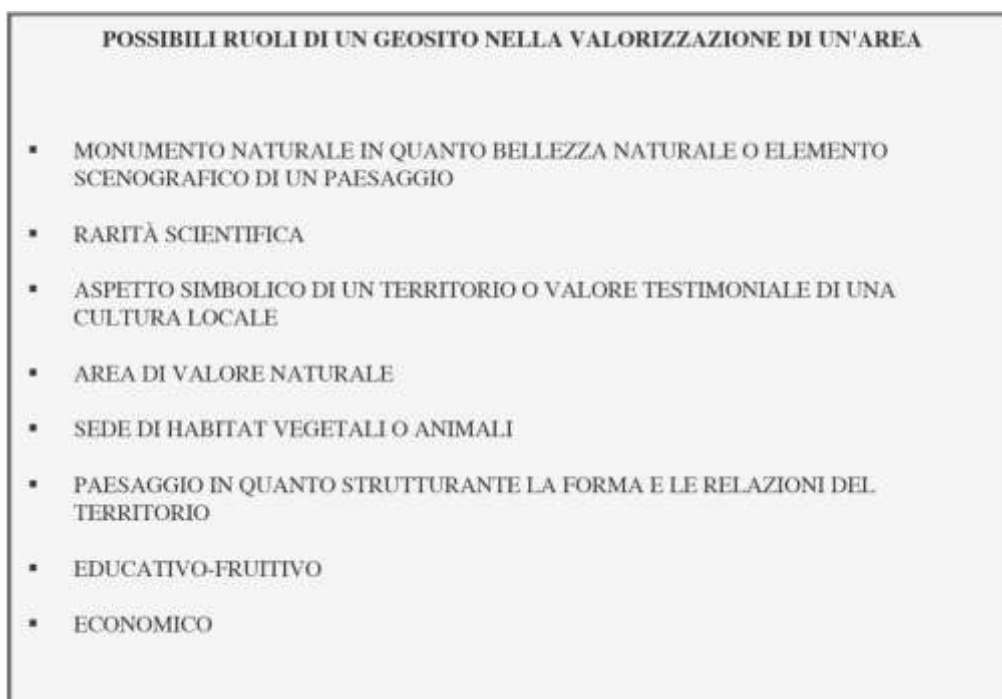 POSSIBILI RUOLI DI UN GEOSITO NELLA VALORIZZAZIONE DI UN'AREA
▪ MONUMENTO NATURALE IN QUANTO BELLEZZA NATURALE O ELEMENTO
SCENOGRAFICO DI UN PAESAGGIO
▪ RARITÀ SCIENTIFICA
▪ ASPETTO SIMBOLICO DI UN TERRITORIO O VALORE TESTIMONIALE DI UNA
CULTURA LOCALE
▪ AREA DI VALORE NATURALE
▪ SEDE DI HABITAT VEGETALI O ANIMALI
▪ PAESAGGIO IN QUANTO STRUTTURANTE LA FORMA E LE RELAZIONI DEL
TERRITORIO
▪ EDUCATIVO-FRUITIVO
▪ ECONOMICO